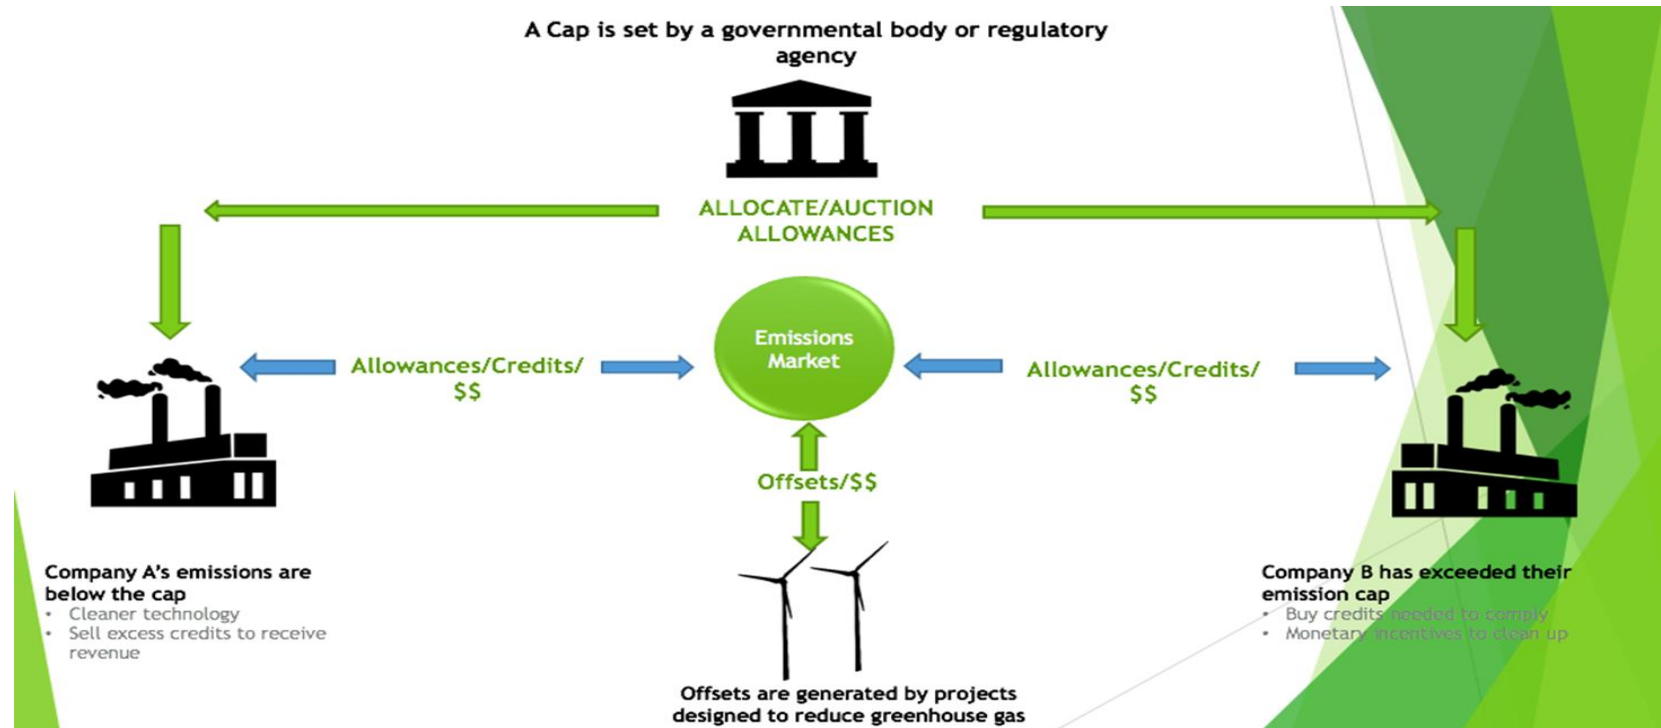 A Cap is set by a governmental body or regulatory
agency
ALLOCATE/AUCTION
ALLOWANCES
Emissions
Market
Allowances/Credits/
$$
Allowances/Credits/
$$
Offsets/$$
Company A's emissions are
below the cap
• Cleaner technology
• Sell excess credits to receive
revenue
Company B has exceeded their
emission cap
• Buy credits needed to comply
• Monetary incentives to clean up
Offsets are generated by projects
designed to reduce greenhouse gas